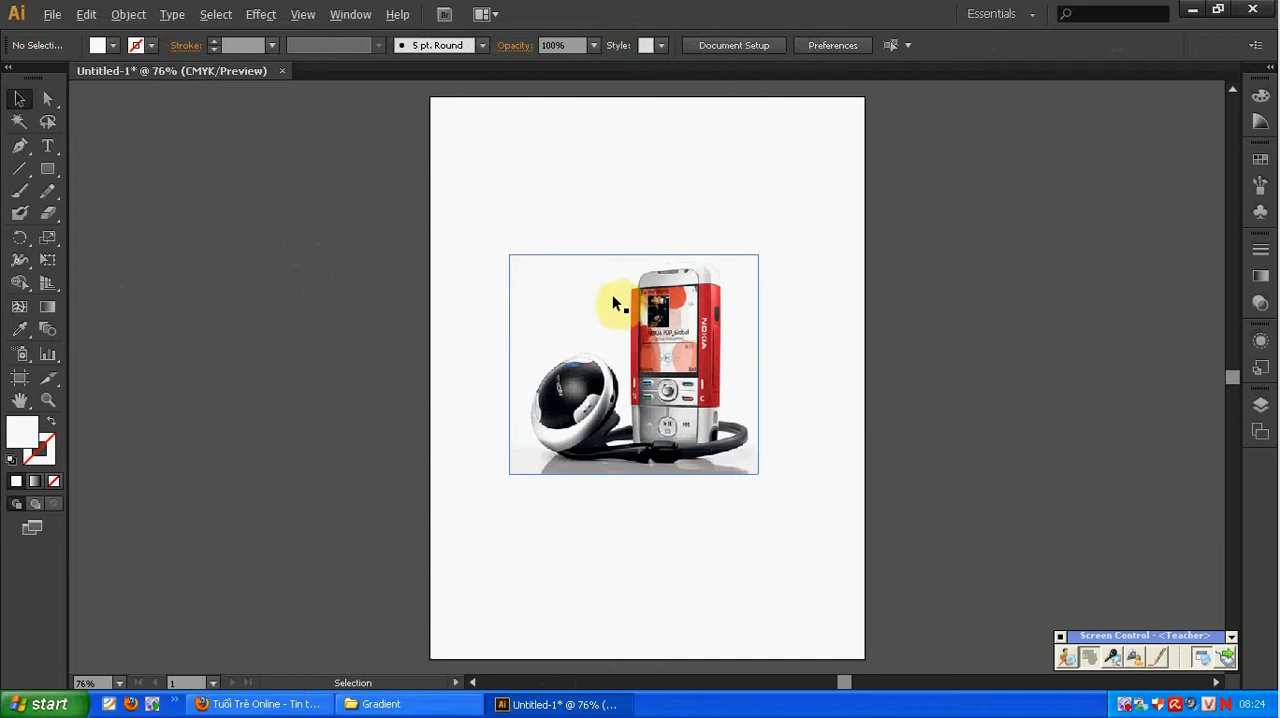 Ai File Edit Object Type Select Effect View Window Help Br Essentials
No Selecti... Stroke: 5 pt. Round Opacity: 100% Style: Document Setup Preferences
Untitled-1* @ 76% (CMYK/Preview)
NOKIA
C
Screen Control - <Teacher>
76% 1 Selection
start Tuổi Trẻ Online - Tin t... Gradient Untitled-1* @ 76% (... 08:24